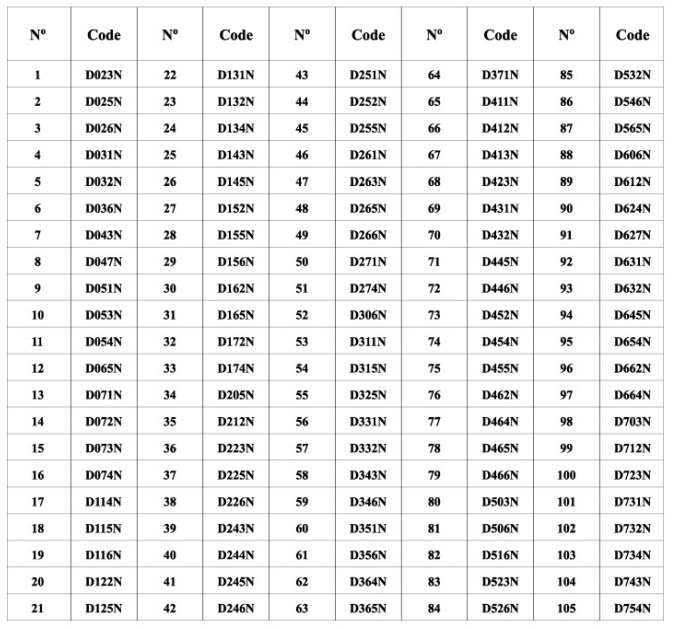 Nº Code Nº Code Nº Code Nº Code Nº Code
1 D023N 22 D131N 43 D251N 64 D371N 85 D532N
2 D025N 23 D132N 44 D252N 65 D411N 86 D546N
3 D026N 24 D134N 45 D255N 66 D412N 87 D565N
4 D031N 25 D143N 46 D261N 67 D413N 88 D606N
5 D032N 26 D145N 47 D263N 68 D423N 89 D612N
6 D036N 27 D152N 48 D265N 69 D431N 90 D624N
7 D043N 28 D155N 49 D266N 70 D432N 91 D627N
8 D047N 29 D156N 50 D271N 71 D445N 92 D631N
9 D051N 30 D162N 51 D274N 72 D446N 93 D632N
10 D053N 31 D165N 52 D306N 73 D452N 94 D645N
11 D054N 32 D172N 53 D311N 74 D454N 95 D654N
12 D065N 33 D174N 54 D315N 75 D455N 96 D662N
13 D071N 34 D205N 55 D325N 76 D462N 97 D664N
14 D072N 35 D212N 56 D331N 77 D464N 98 D703N
15 D073N 36 D223N 57 D332N 78 D465N 99 D712N
16 D074N 37 D225N 58 D343N 79 D466N 100 D723N
17 D114N 38 D226N 59 D346N 80 D503N 101 D731N
18 D115N 39 D243N 60 D351N 81 D506N 102 D732N
19 D116N 40 D244N 61 D356N 82 D516N 103 D734N
20 D122N 41 D245N 62 D364N 83 D523N 104 D743N
21 D125N 42 D246N 63 D365N 84 D526N 105 D754N